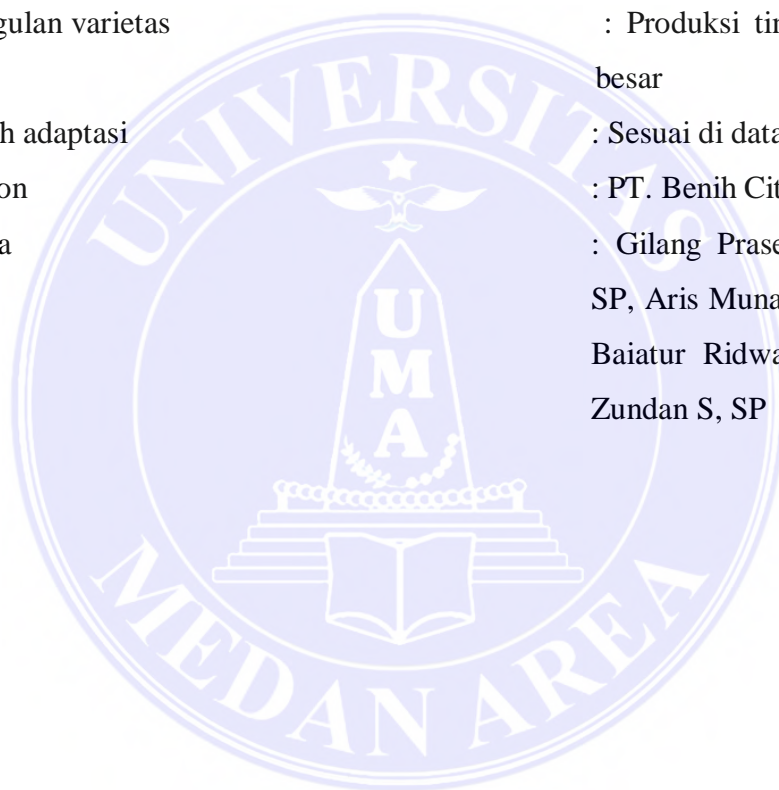 gulan varietas : Produksi tin
besar
h adaptasi : Sesuai di data
on : PT. Benih Cit
a : Gilang Prase
SP, Aris Muna
Baiatur Ridwa
Zundan S, SP
UNIVERSITAS
UMA
MEDAN AREA